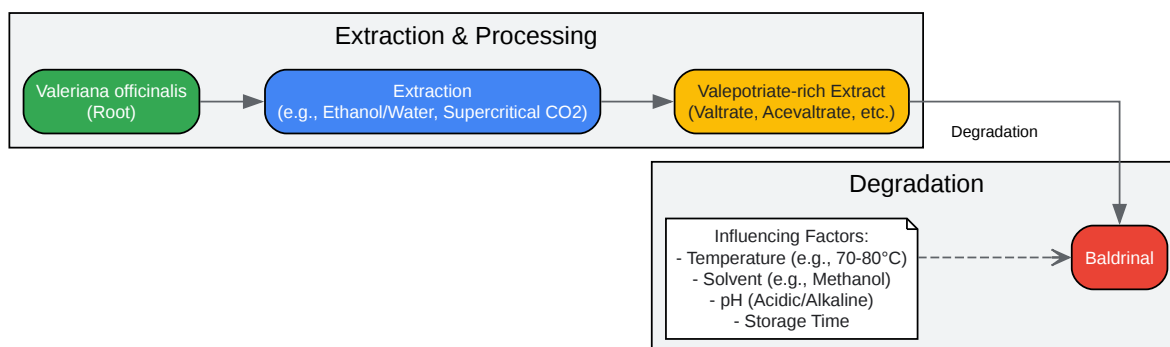 Extraction & Processing
Valeriana officinalis
(Root)
Extraction
(e.g., Ethanol/Water, Supercritical CO2)
Valepotriate-rich Extract
(Valtrate, Acevaltrate, etc.)
Degradation
Degradation
Influencing Factors:
- Temperature (e.g., 70-80°C)
- Solvent (e.g., Methanol)
- pH (Acidic/Alkaline)
- Storage Time
Baldrinal